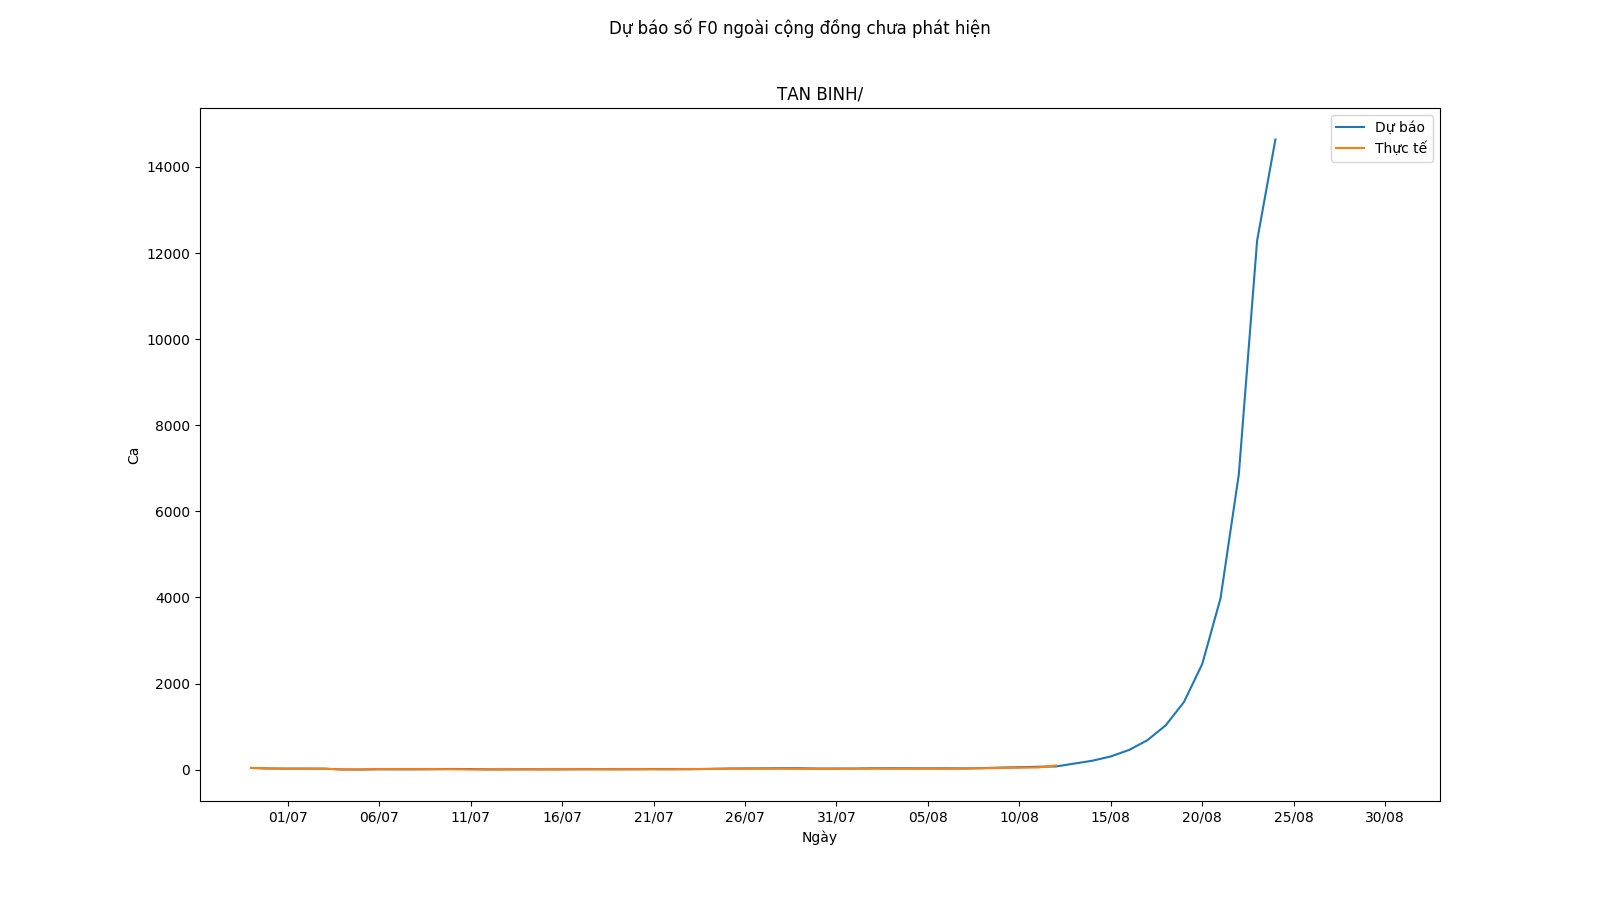 Dự báo số F0 ngoài cộng đồng chưa phát hiện
TAN BINH/
Dự báo
Thực tế
14000
12000
10000
8000
6000
4000
2000
0
Ca
01/07 06/07 11/07 16/07 21/07 26/07 31/07 05/08 10/08 15/08 20/08 25/08 30/08
Ngày